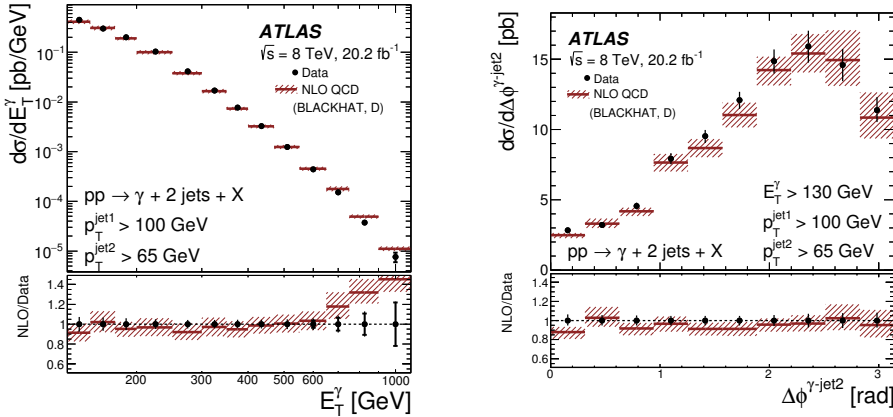 dσ/dE_T^γ [pb/GeV]
10⁻¹
10⁻²
10⁻³
10⁻⁴
10⁻⁵
ATLAS
√s = 8 TeV, 20.2 fb⁻¹
Data
NLO QCD
(BLACKHAT, D)
pp → γ + 2 jets + X
p_T^jet1 > 100 GeV
p_T^jet2 > 65 GeV
NLO/Data
1.4
1.2
1
0.8
0.6
200 300 400 500 600 1000
E_T^γ [GeV]
dσ/dΔφ^γ-jet2 [pb]
15
10
5
0
ATLAS
√s = 8 TeV, 20.2 fb⁻¹
Data
NLO QCD
(BLACKHAT, D)
E_T^γ > 130 GeV
p_T^jet1 > 100 GeV
pp → γ + 2 jets + X p_T^jet2 > 65 GeV
NLO/Data
1.4
1.2
1
0.8
0.6
0 1 2 3
Δφ^γ-jet2 [rad]